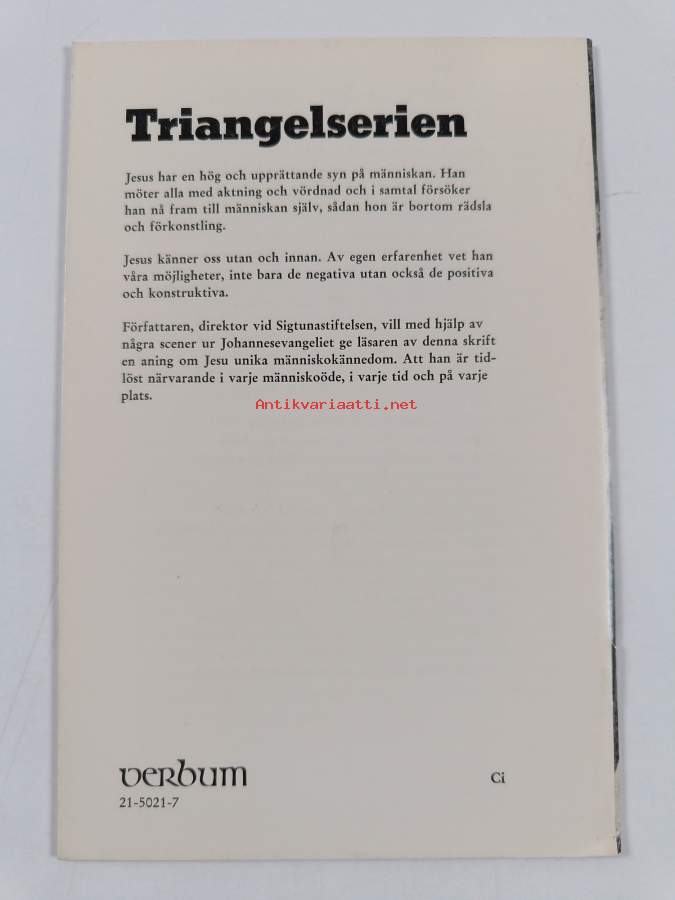 Triangelserien
Jesus har en hög och upprättande syn på människan. Han
möter alla med aktning och vördnad och i samtal försöker
han nå fram till människan själv, sådan hon är bortom rädsla
och förkonstling.
Jesus känner oss utan och innan. Av egen erfarenhet vet han
våra möjligheter, inte bara de negativa utan också de positiva
och konstruktiva.
Författaren, direktor vid Sigtunastiftelsen, vill med hjälp av
några scener ur Johannesevangeliet ge läsaren av denna skrift
en aning om Jesu unika människokännedom. Att han är tid-
löst närvarande i varje människoöde, i varje tid och på varje
plats.
Antikvariaatti.net
verbum
Ci
21-5021-7